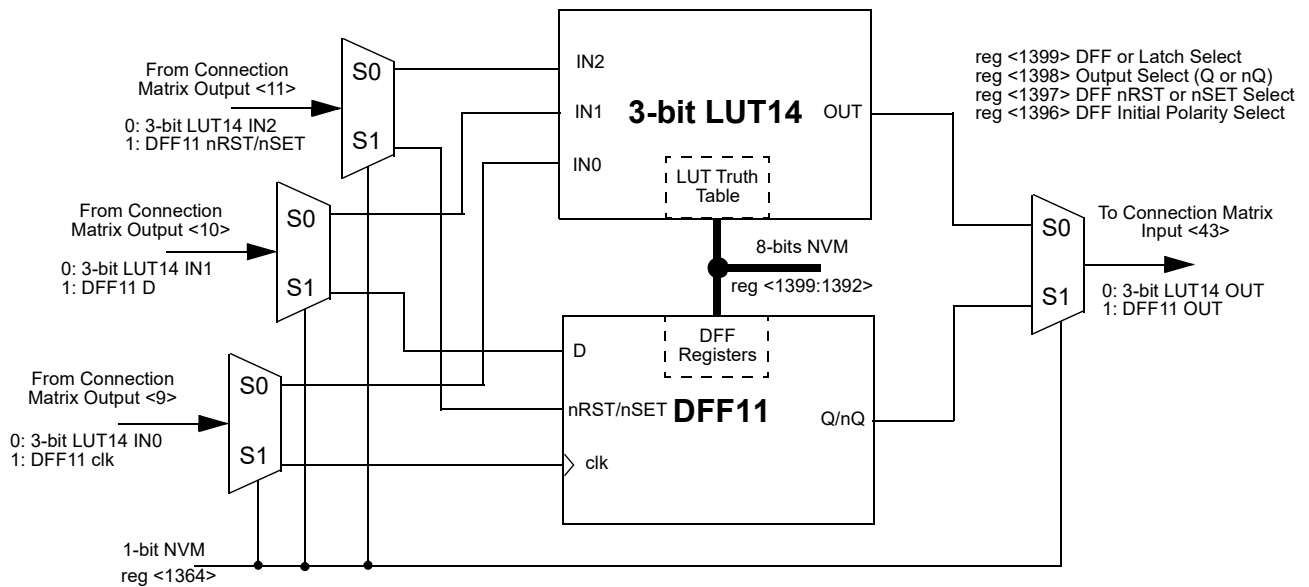 From Connection
Matrix Output <11>
0: 3-bit LUT14 IN2
1: DFF11 nRST/nSET
S0
S1
From Connection
Matrix Output <10>
0: 3-bit LUT14 IN1
1: DFF11 D
S0
S1
From Connection
Matrix Output <9>
0: 3-bit LUT14 IN0
1: DFF11 clk
S0
S1
1-bit NVM
reg <1364>
IN2
IN1
IN0
3-bit LUT14
OUT
LUT Truth
Table
8-bits NVM
reg <1399:1392>
DFF
Registers
D
nRST/nSET
clk
DFF11
Q/nQ
reg <1399> DFF or Latch Select
reg <1398> Output Select (Q or nQ)
reg <1397> DFF nRST or nSET Select
reg <1396> DFF Initial Polarity Select
S0
S1
To Connection Matrix
Input <43>
0: 3-bit LUT14 OUT
1: DFF11 OUT